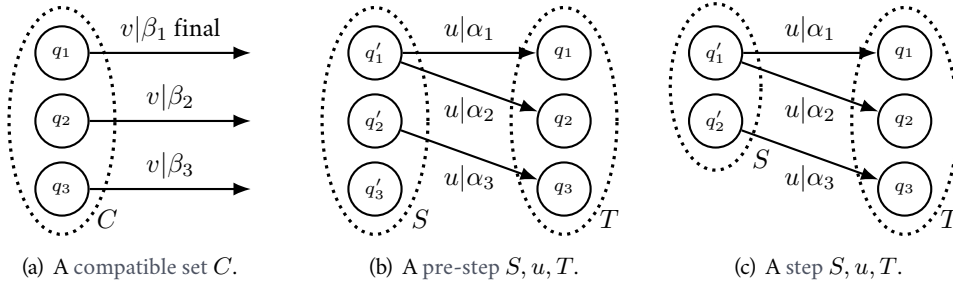 q₁ v|β₁ final
q₂ v|β₂
q₃ v|β₃
C
(a) A compatible set C.
q′₁ u|α₁ q₁
q′₂ u|α₂ q₂
q′₃ u|α₃ q₃
S T
(b) A pre-step S, u, T.
q′₁ u|α₁ q₁
q′₂ u|α₂ q₂
u|α₃ q₃
S T
(c) A step S, u, T.